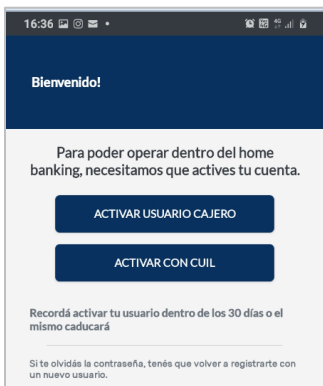 16:36
Bienvenido!
Para poder operar dentro del home
banking, necesitamos que actives tu cuenta.
ACTIVAR USUARIO CAJERO
ACTIVAR CON CUIL
Recordá activar tu usuario dentro de los 30 días o el
mismo caducará
Si te olvidás la contraseña, tenés que volver a registrarte con
un nuevo usuario.